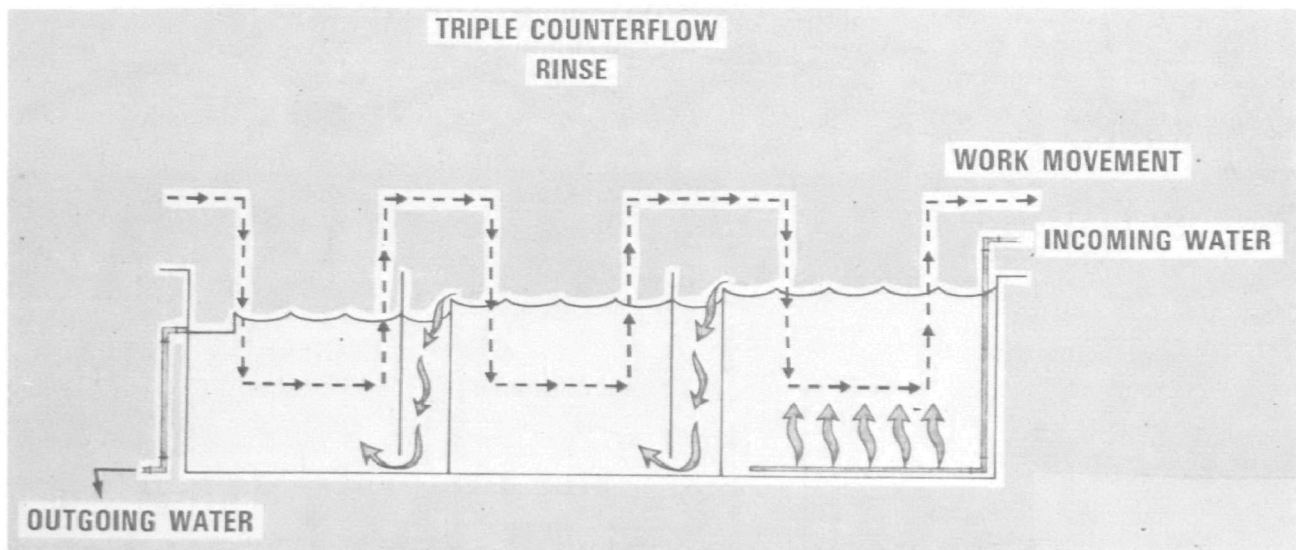 TRIPLE COUNTERFLOW
RINSE
WORK MOVEMENT
INCOMING WATER
OUTGOING WATER